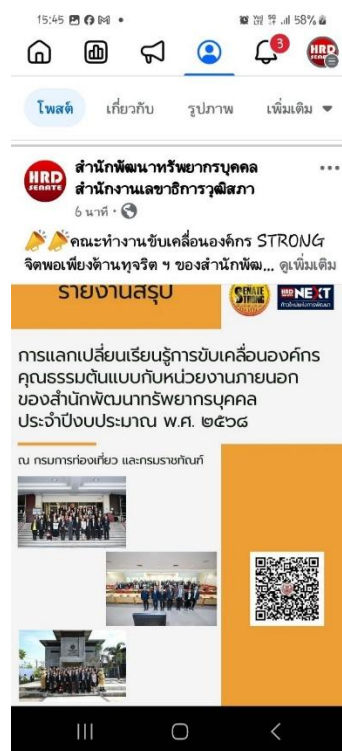 15:45
58%
3
HRD
โพสต์ เกี่ยวกับ รูปภาพ เพิ่มเติม
HRD
SENATE
สำนักพัฒนาทรัพยากรบุคคล
สำนักงานเลขาธิการวุฒิสภา
6 นาที
คณะทำงานขับเคลื่อนองค์กร STRONG
จิตพอเพียงต้านทุจริต ฯ ของสำนักพัฒ... ดูเพิ่มเติม
รายงานสรุป
SENATE
STRONG
NEXT
การแลกเปลี่ยนเรียนรู้การขับเคลื่อนองค์กร
คุณธรรมต้นแบบกับหน่วยงานภายนอก
ของสำนักพัฒนาทรัพยากรบุคคล
ประจำปีงบประมาณ พ.ศ. ๒๕๖๘
ณ กรมการท่องเที่ยว และกรมราชทัณฑ์